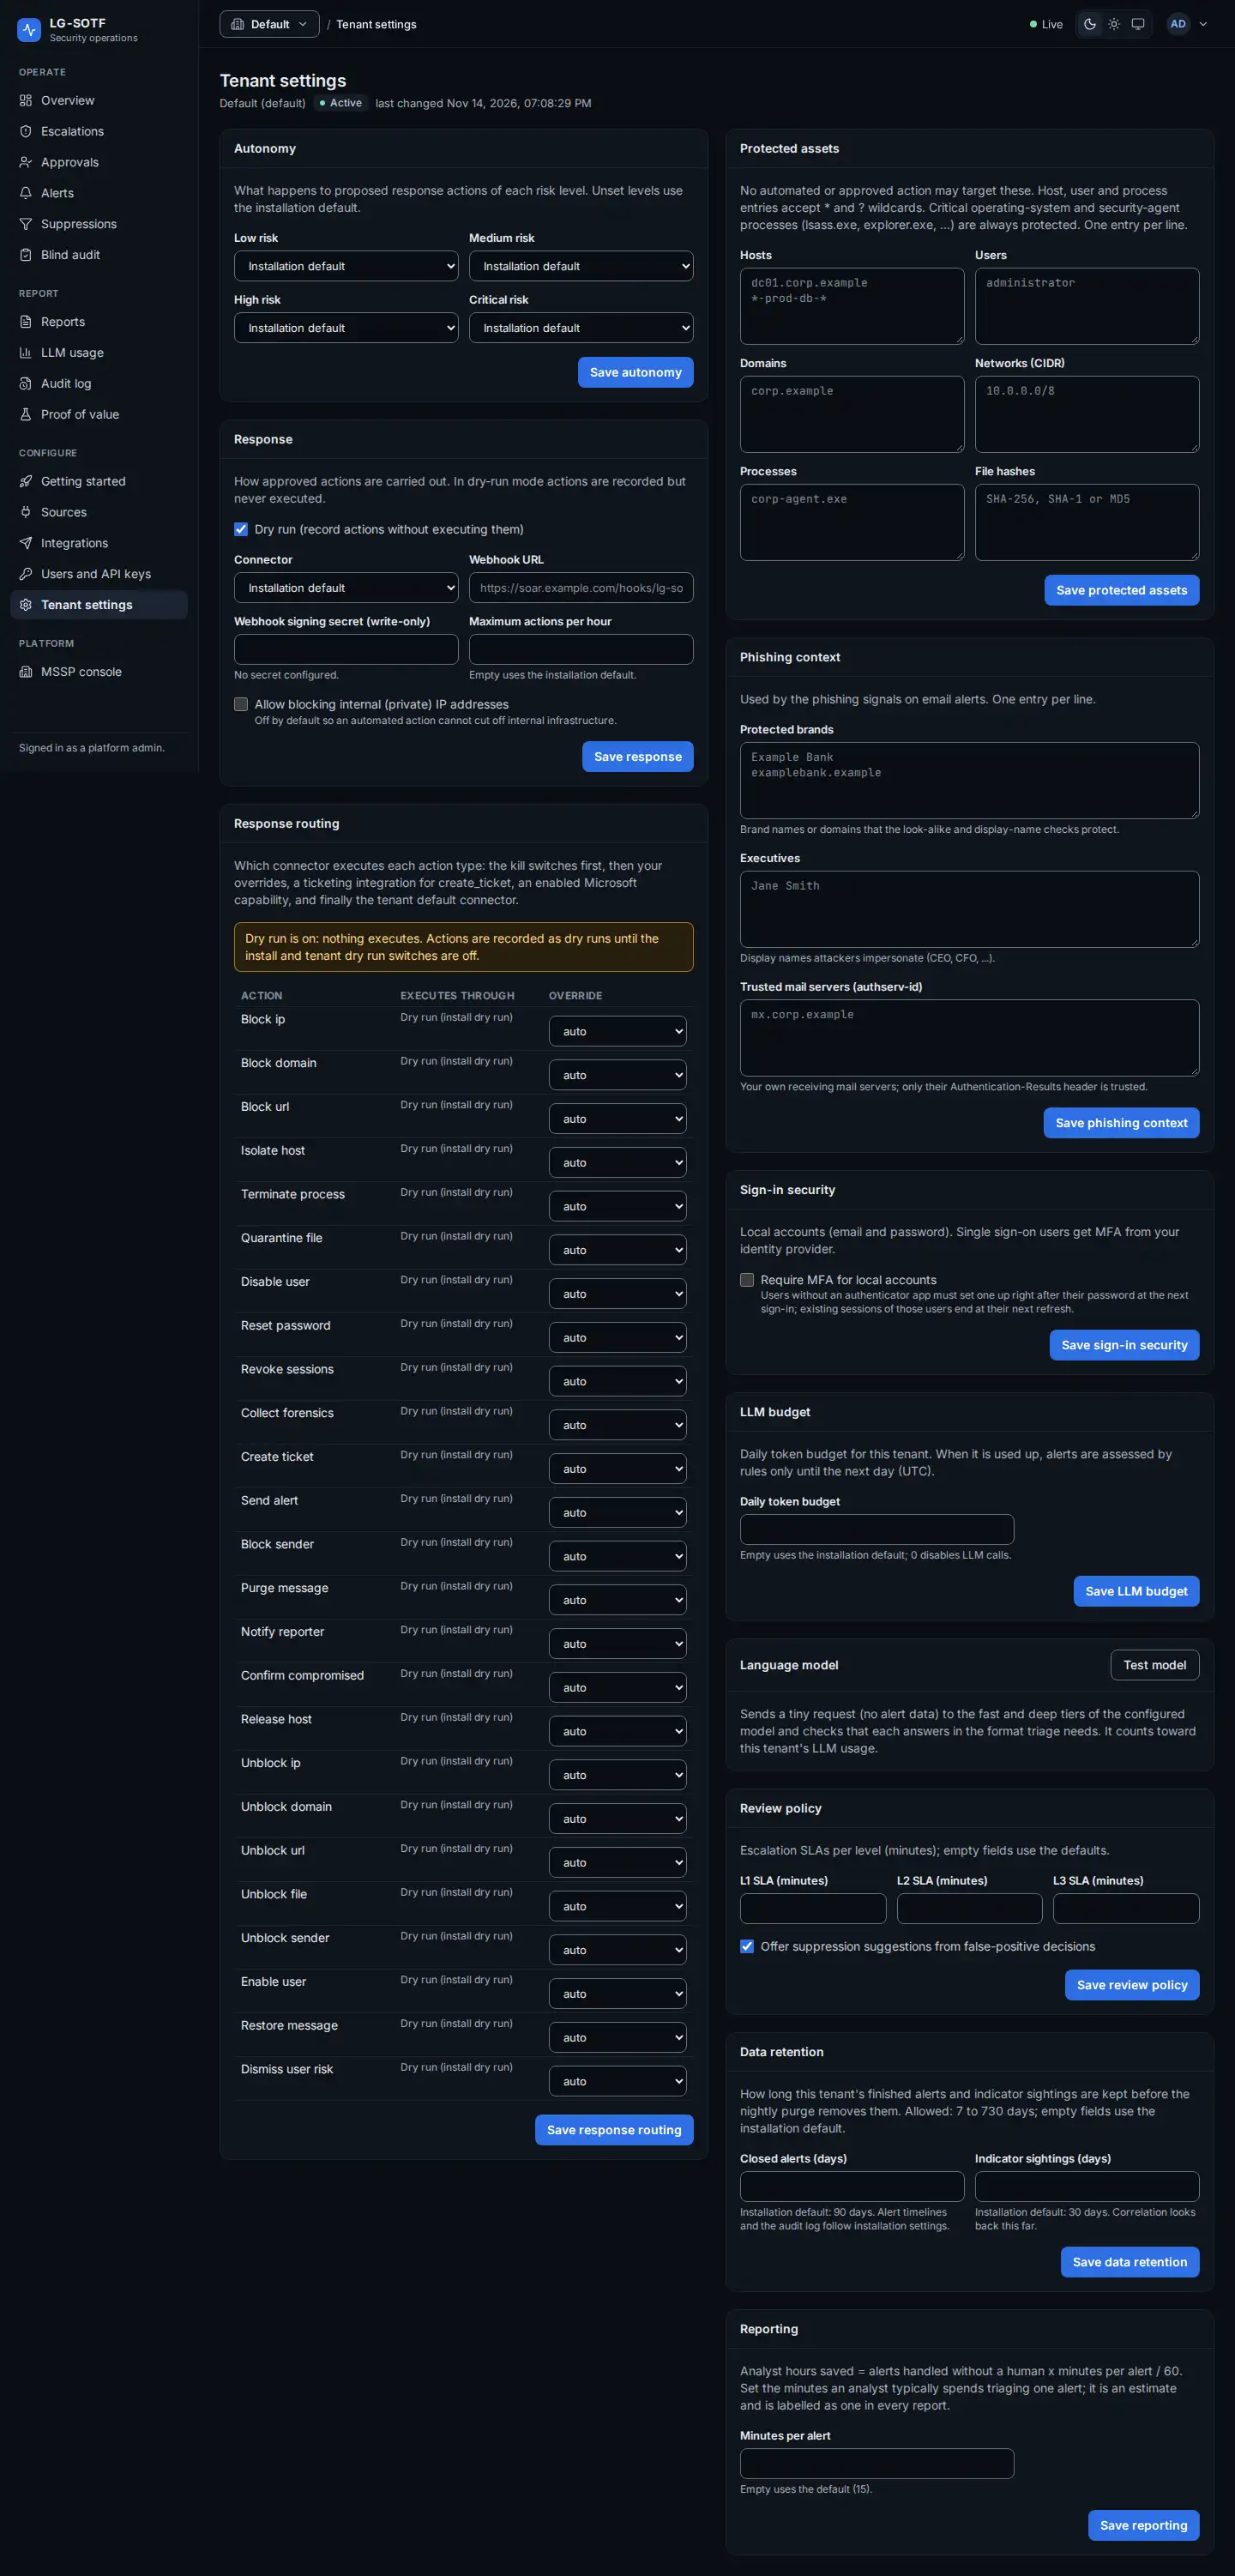 LG-SOTF
Security operations
OPERATE
Overview
Escalations
Approvals
Alerts
Suppressions
Blind audit
REPORT
Reports
LLM usage
Audit log
Proof of value
CONFIGURE
Getting started
Sources
Integrations
Users and API keys
Tenant settings
PLATFORM
MSSP console
Signed in as a platform admin.
Default / Tenant settings
Live
AD
Tenant settings
Default (default) Active last changed Nov 14, 2026, 07:08:29 PM
Autonomy
What happens to proposed response actions of each risk level. Unset levels use
the installation default.
Low risk Medium risk
Installation default Installation default
High risk Critical risk
Installation default Installation default
Save autonomy
Response
How approved actions are carried out. In dry-run mode actions are recorded but
never executed.
Dry run (record actions without executing them)
Connector Webhook URL
Installation default https://soar.example.com/hooks/lg-so
Webhook signing secret (write-only) Maximum actions per hour
No secret configured. Empty uses the installation default.
Allow blocking internal (private) IP addresses
Off by default so an automated action cannot cut off internal infrastructure.
Save response
Response routing
Which connector executes each action type: the kill switches first, then your
overrides, a ticketing integration for create_ticket, an enabled Microsoft
capability, and finally the tenant default connector.
Dry run is on: nothing executes. Actions are recorded as dry runs until the
install and tenant dry run switches are off.
ACTION EXECUTES THROUGH OVERRIDE
Block ip Dry run (install dry run) auto
Block domain Dry run (install dry run) auto
Block url Dry run (install dry run) auto
Isolate host Dry run (install dry run) auto
Terminate process Dry run (install dry run) auto
Quarantine file Dry run (install dry run) auto
Disable user Dry run (install dry run) auto
Reset password Dry run (install dry run) auto
Revoke sessions Dry run (install dry run) auto
Collect forensics Dry run (install dry run) auto
Create ticket Dry run (install dry run) auto
Send alert Dry run (install dry run) auto
Block sender Dry run (install dry run) auto
Purge message Dry run (install dry run) auto
Notify reporter Dry run (install dry run) auto
Confirm compromised Dry run (install dry run) auto
Release host Dry run (install dry run) auto
Unblock ip Dry run (install dry run) auto
Unblock domain Dry run (install dry run) auto
Unblock url Dry run (install dry run) auto
Unblock file Dry run (install dry run) auto
Unblock sender Dry run (install dry run) auto
Enable user Dry run (install dry run) auto
Restore message Dry run (install dry run) auto
Dismiss user risk Dry run (install dry run) auto
Save response routing
Protected assets
No automated or approved action may target these. Host, user and process
entries accept * and ? wildcards. Critical operating-system and security-agent
processes (lsass.exe, explorer.exe, ...) are always protected. One entry per line.
Hosts Users
dc01.corp.example administrator
*-prod-db-*
Domains Networks (CIDR)
corp.example 10.0.0.0/8
Processes File hashes
corp-agent.exe SHA-256, SHA-1 or MD5
Save protected assets
Phishing context
Used by the phishing signals on email alerts. One entry per line.
Protected brands
Example Bank
examplebank.example
Brand names or domains that the look-alike and display-name checks protect.
Executives
Jane Smith
Display names attackers impersonate (CEO, CFO, ...).
Trusted mail servers (authserv-id)
mx.corp.example
Your own receiving mail servers; only their Authentication-Results header is trusted.
Save phishing context
Sign-in security
Local accounts (email and password). Single sign-on users get MFA from your
identity provider.
Require MFA for local accounts
Users without an authenticator app must set one up right after their password at the next
sign-in; existing sessions of those users end at their next refresh.
Save sign-in security
LLM budget
Daily token budget for this tenant. When it is used up, alerts are assessed by
rules only until the next day (UTC).
Daily token budget
Empty uses the installation default; 0 disables LLM calls.
Save LLM budget
Language model Test model
Sends a tiny request (no alert data) to the fast and deep tiers of the configured
model and checks that each answers in the format triage needs. It counts toward
this tenant's LLM usage.
Review policy
Escalation SLAs per level (minutes); empty fields use the defaults.
L1 SLA (minutes) L2 SLA (minutes) L3 SLA (minutes)
Offer suppression suggestions from false-positive decisions
Save review policy
Data retention
How long this tenant's finished alerts and indicator sightings are kept before the
nightly purge removes them. Allowed: 7 to 730 days; empty fields use the
installation default.
Closed alerts (days) Indicator sightings (days)
Installation default: 90 days. Alert timelines Installation default: 30 days. Correlation looks
and the audit log follow installation settings. back this far.
Save data retention
Reporting
Analyst hours saved = alerts handled without a human x minutes per alert / 60.
Set the minutes an analyst typically spends triaging one alert; it is an estimate
and is labelled as one in every report.
Minutes per alert
Empty uses the default (15).
Save reporting